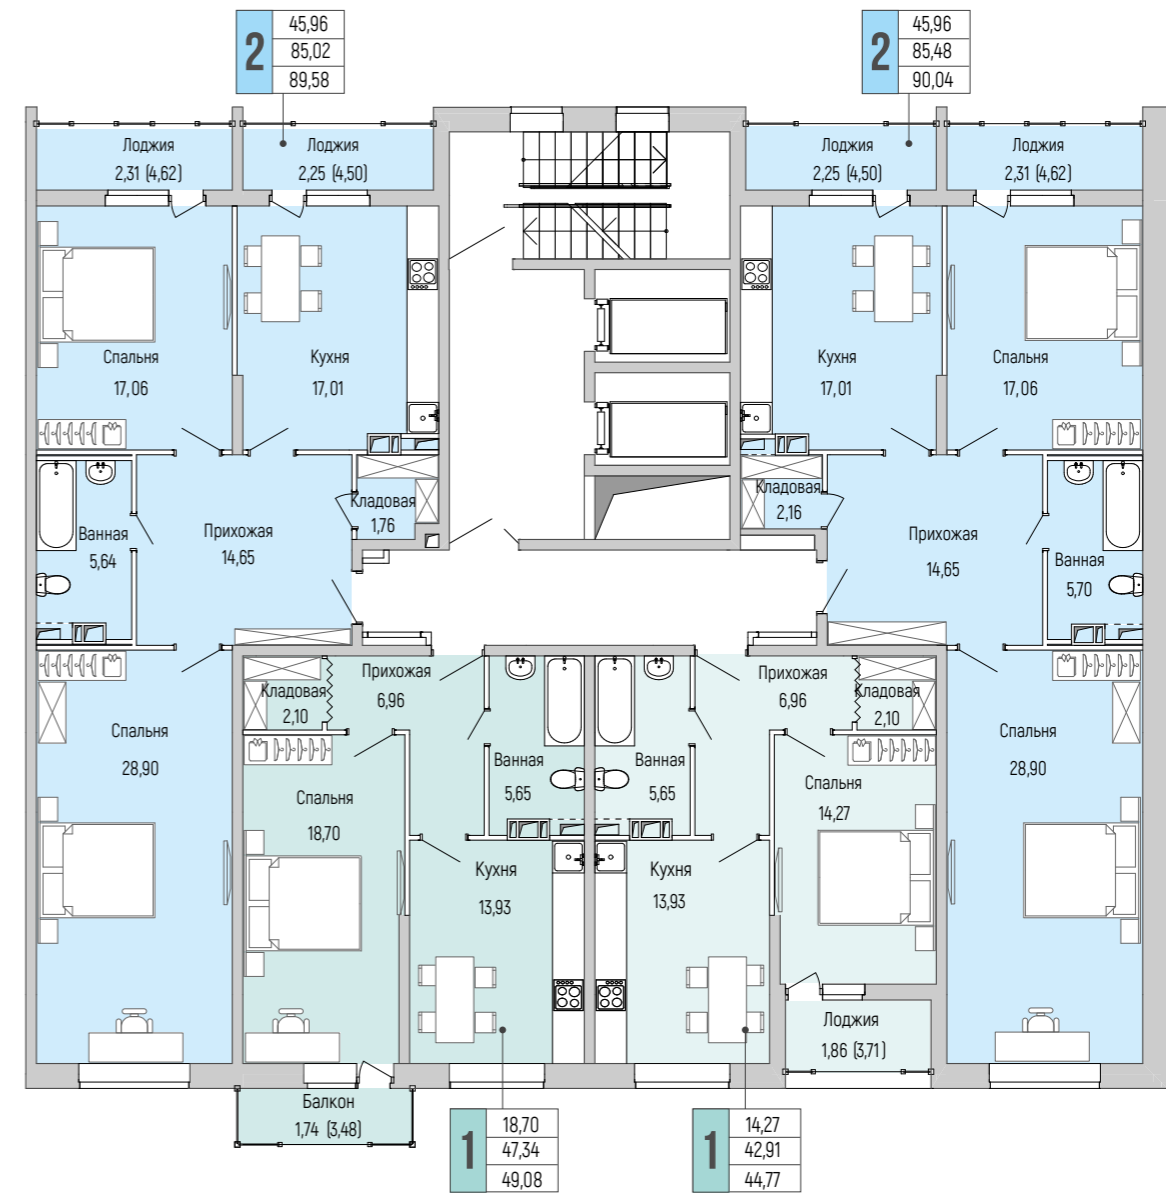 2
45,96
85,02
89,58
2
45,96
85,48
90,04
Лоджия
2,31 (4,62)
Лоджия
2,25 (4,50)
Лоджия
2,25 (4,50)
Лоджия
2,31 (4,62)
Спальня
17,06
Кухня
17,01
Кухня
17,01
Спальня
17,06
Кладовая
1,76
Кладовая
2,16
Ванная
5,64
Прихожая
14,65
Прихожая
14,65
Ванная
5,70
Спальня
28,90
Кладовая
2,10
Прихожая
6,96
Прихожая
6,96
Кладовая
2,10
Спальня
28,90
Ванная
5,65
Ванная
5,65
Спальня
18,70
Спальня
14,27
Кухня
13,93
Кухня
13,93
Лоджия
1,86 (3,71)
Балкон
1,74 (3,48)
1
18,70
47,34
49,08
1
14,27
42,91
44,77